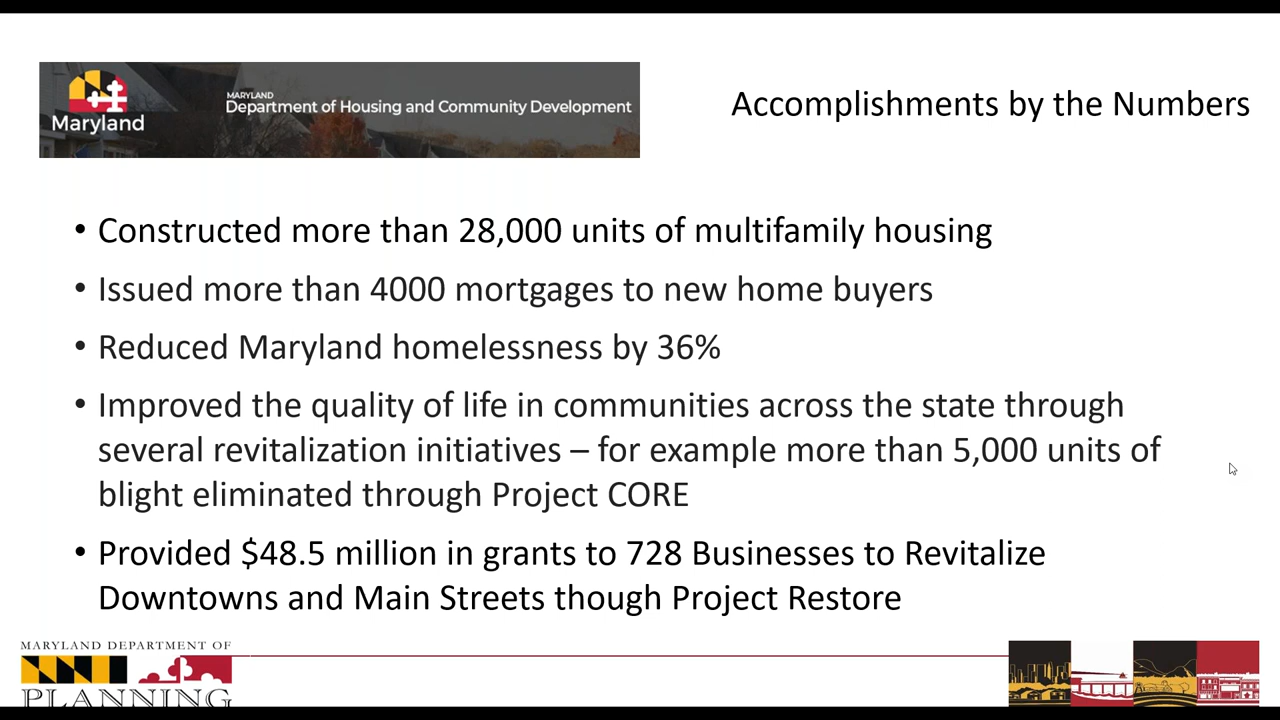 Maryland
MARYLAND
Department of Housing and Community Development
Accomplishments by the Numbers
• Constructed more than 28,000 units of multifamily housing
• Issued more than 4000 mortgages to new home buyers
• Reduced Maryland homelessness by 36%
• Improved the quality of life in communities across the state through
several revitalization initiatives – for example more than 5,000 units of
blight eliminated through Project CORE
• Provided $48.5 million in grants to 728 Businesses to Revitalize
Downtowns and Main Streets though Project Restore
MARYLAND DEPARTMENT OF
PLANNING